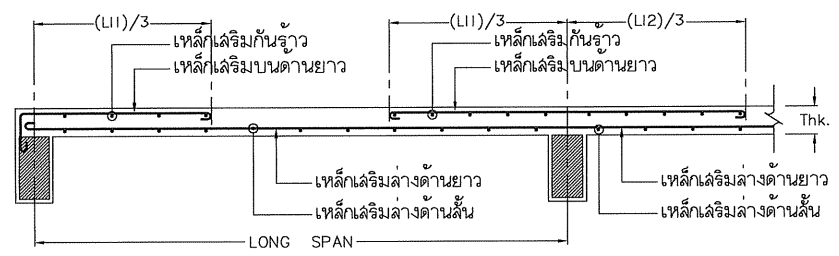 (L11)/3 (L11)/3 (L12)/3
เหล็กเสริมกันร้าว เหล็กเสริมกันร้าว
เหล็กเสริมบนด้านยาว เหล็กเสริมบนด้านยาว
Thk.
เหล็กเสริมล่างด้านยาว เหล็กเสริมล่างด้านยาว
เหล็กเสริมล่างด้านสั้น เหล็กเสริมล่างด้านสั้น
LONG SPAN